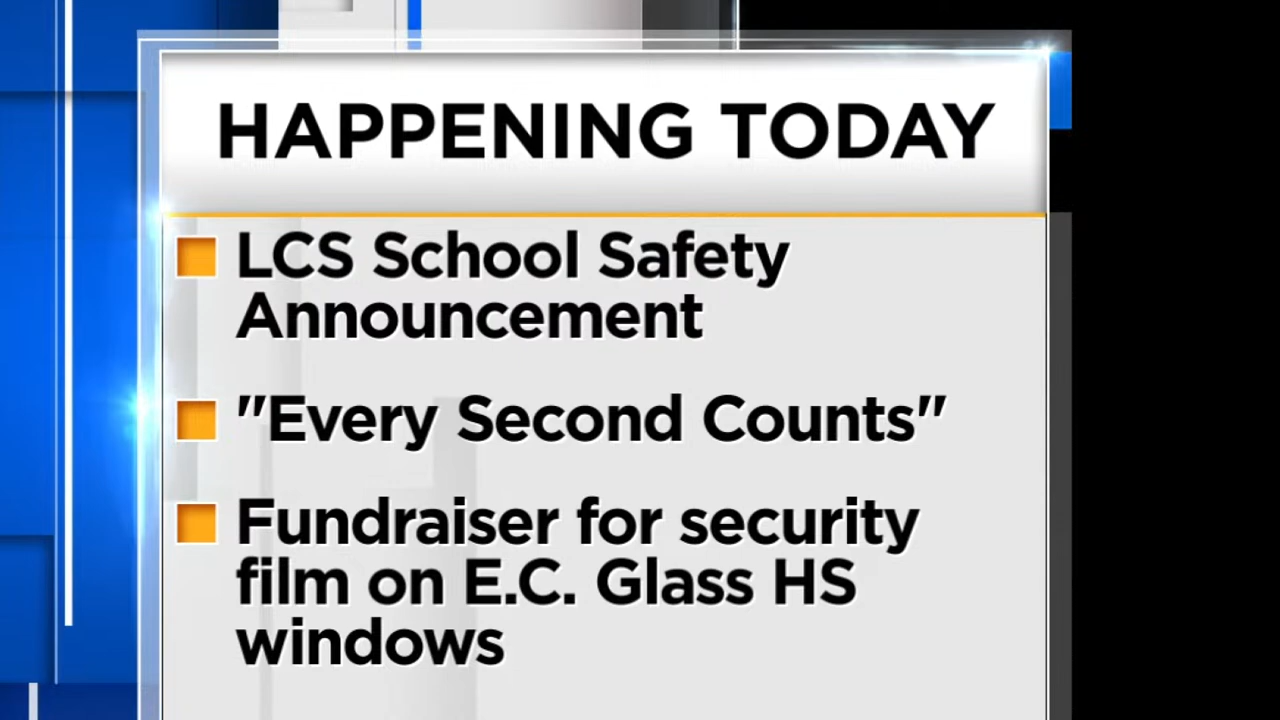 HAPPENING TODAY
LCS School Safety
Announcement
"Every Second Counts"
Fundraiser for security
film on E.C. Glass HS
windows